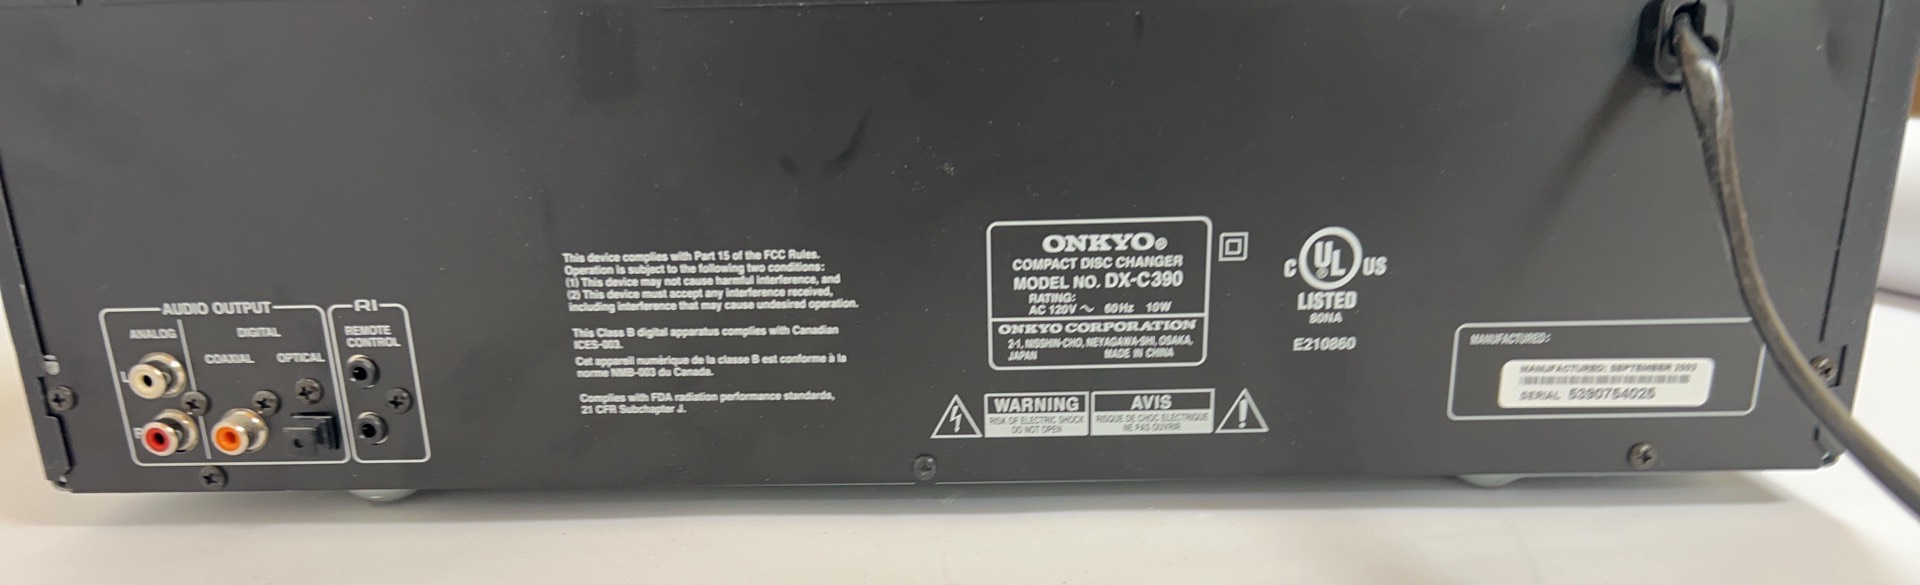 AUDIO OUTPUT
ANALOG
DIGITAL
COAXIAL OPTICAL
L
R
RI
REMOTE
CONTROL
This device complies with Part 15 of the FCC Rules.
Operation is subject to the following two conditions:
(1) This device may not cause harmful interference, and
(2) This device must accept any interference received,
including interference that may cause undesired operation.
This Class B digital apparatus complies with Canadian
ICES-003.
Cet appareil numérique de la classe B est conforme à la
norme NMB-003 du Canada.
Complies with FDA radiation performance standards,
21 CFR Subchapter J.
ONKYO®
COMPACT DISC CHANGER
MODEL NO. DX-C390
RATING:
AC 120V ~ 60Hz 10W
ONKYO CORPORATION
2-1, NISSHIN-CHO, NEYAGAWA-SHI, OSAKA,
JAPAN MADE IN CHINA
WARNING
RISK OF ELECTRIC SHOCK
DO NOT OPEN
AVIS
RISQUE DE CHOC ELECTRIQUE
NE PAS OUVRIR
C UL® US
LISTED
80NA
E210860
MANUFACTURED:
MANUFACTURED: SEPTEMBER
SERIAL 5390754025